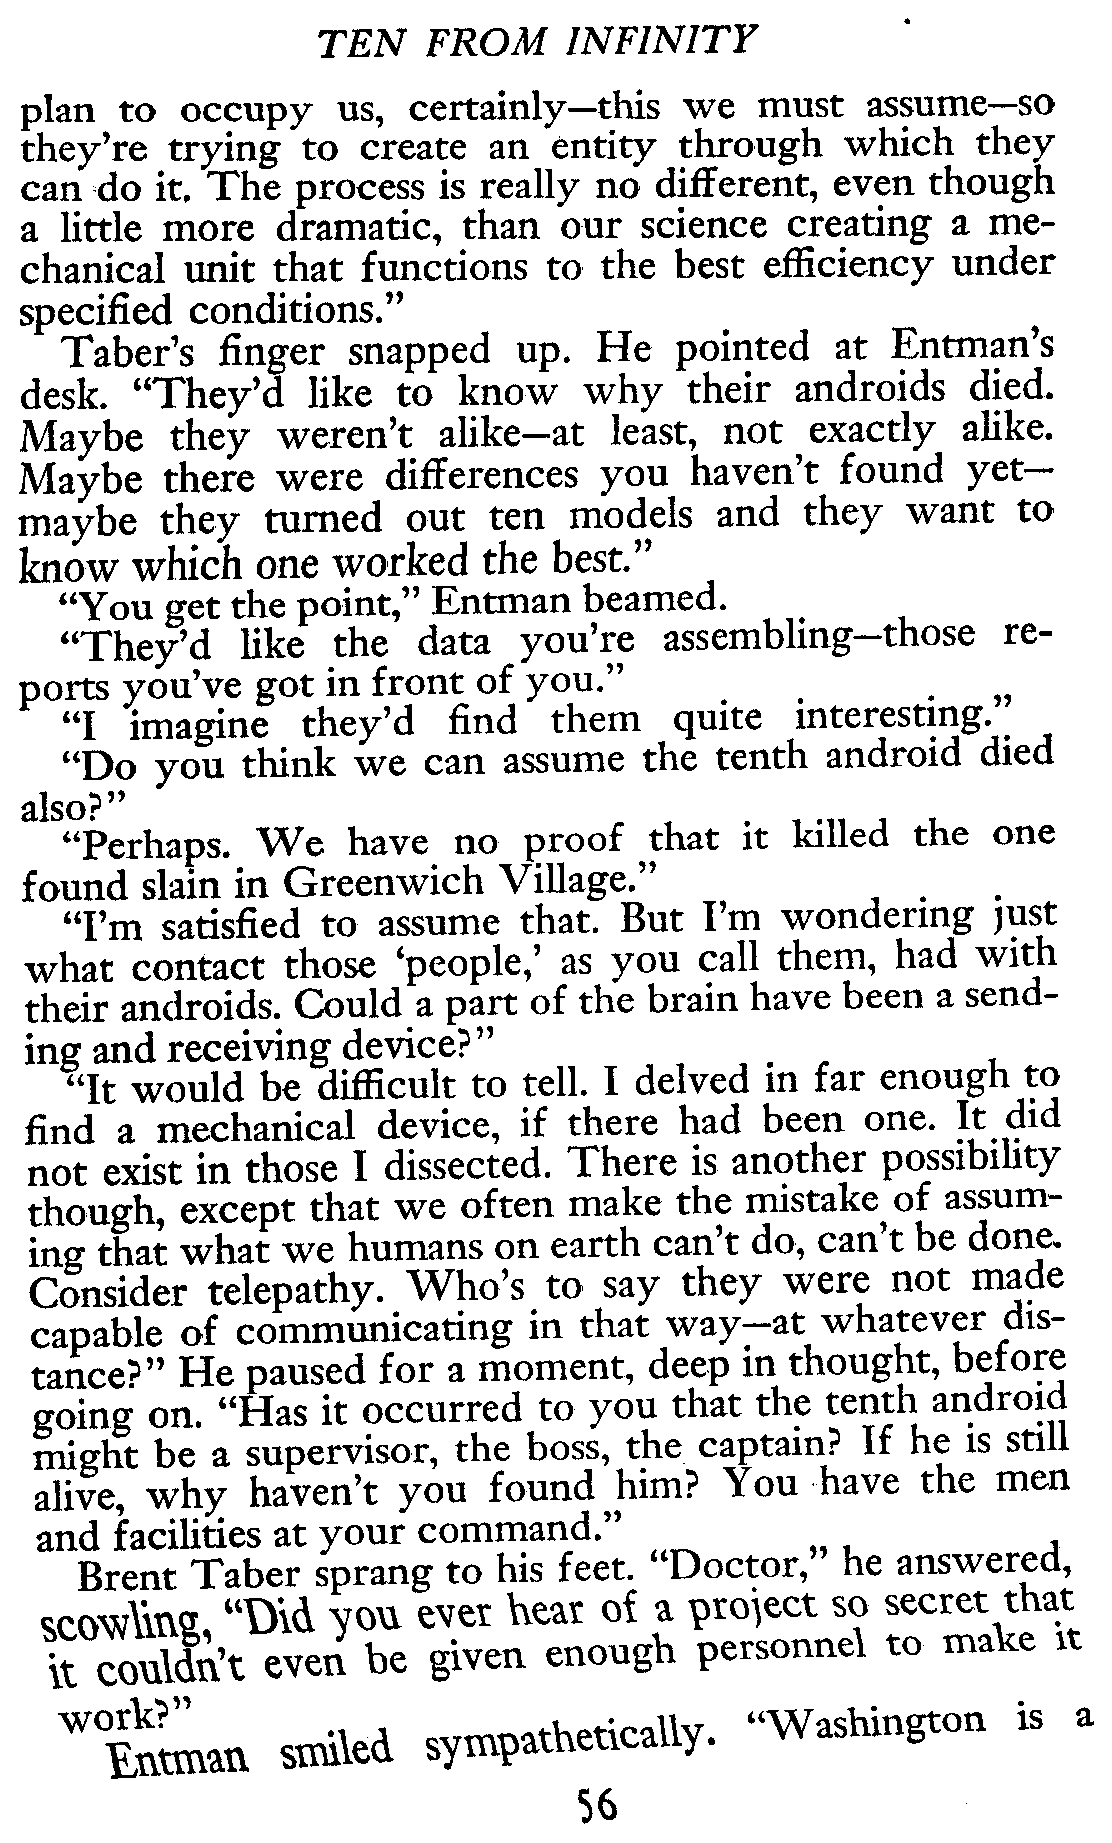 TEN FROM INFINITY
plan to occupy us, certainly—this we must assume—so
they're trying to create an entity through which they
can do it. The process is really no different, even though
a little more dramatic, than our science creating a me-
chanical unit that functions to the best efficiency under
specified conditions."
Taber's finger snapped up. He pointed at Entman's
desk. "They'd like to know why their androids died.
Maybe they weren't alike—at least, not exactly alike.
Maybe there were differences you haven't found yet—
maybe they turned out ten models and they want to
know which one worked the best."
"You get the point," Entman beamed.
"They'd like the data you're assembling—those re-
ports you've got in front of you."
"I imagine they'd find them quite interesting."
"Do you think we can assume the tenth android died
also?"
"Perhaps. We have no proof that it killed the one
found slain in Greenwich Village."
"I'm satisfied to assume that. But I'm wondering just
what contact those 'people,' as you call them, had with
their androids. Could a part of the brain have been a send-
ing and receiving device?"
"It would be difficult to tell. I delved in far enough to
find a mechanical device, if there had been one. It did
not exist in those I dissected. There is another possibility
though, except that we often make the mistake of assum-
ing that what we humans on earth can't do, can't be done.
Consider telepathy. Who's to say they were not made
capable of communicating in that way—at whatever dis-
tance?" He paused for a moment, deep in thought, before
going on. "Has it occurred to you that the tenth android
might be a supervisor, the boss, the captain? If he is still
alive, why haven't you found him? You have the men
and facilities at your command."
Brent Taber sprang to his feet. "Doctor," he answered,
scowling, "Did you ever hear of a project so secret that
it couldn't even be given enough personnel to make it
work?"
Entman smiled sympathetically. "Washington is a
56